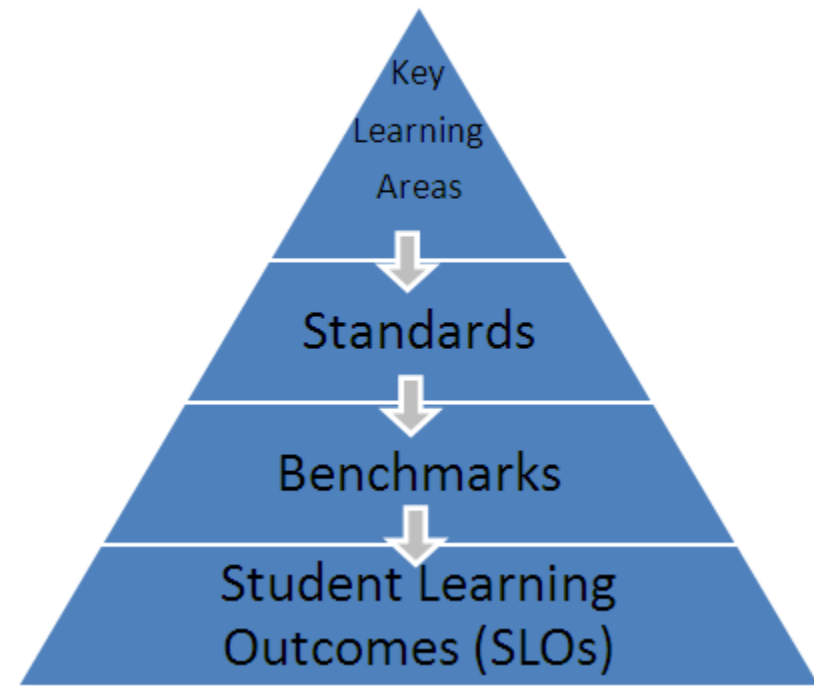 Key
Learning
Areas
Standards
Benchmarks
Student Learning
Outcomes (SLOs)